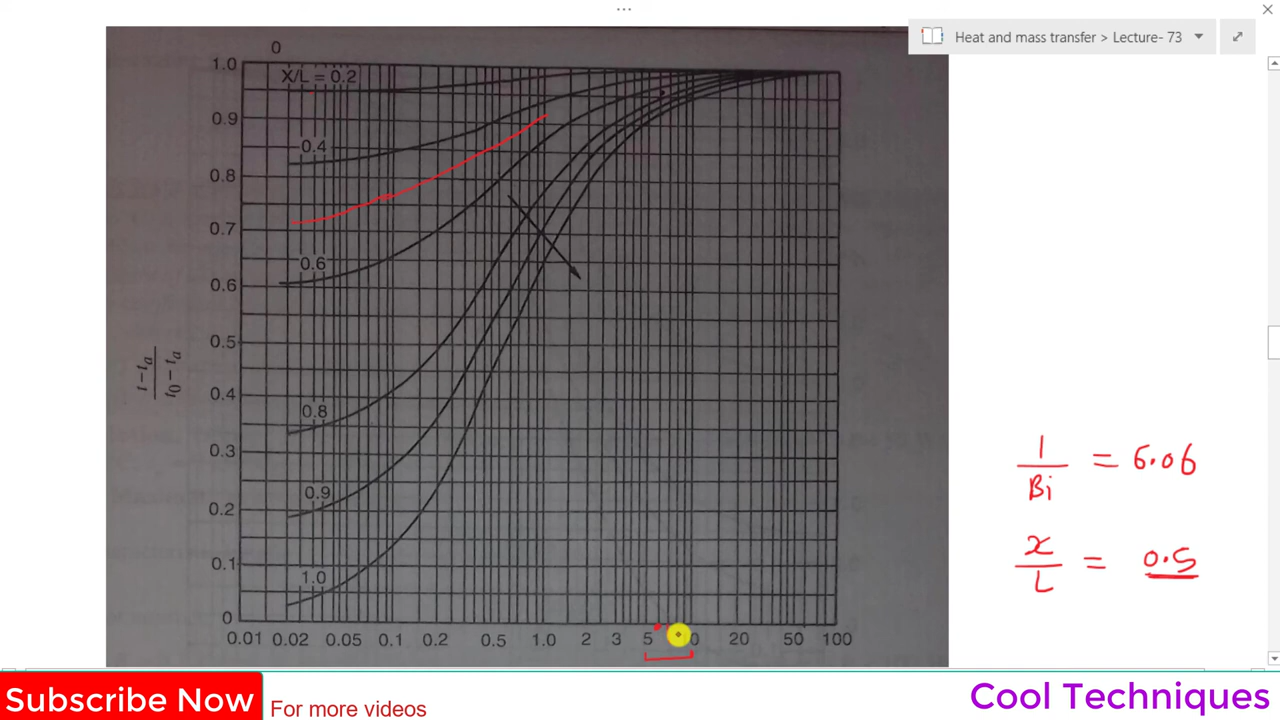 ...
Heat and mass transfer > Lecture- 73
0
1.0
X/L = 0.2
0.9
0.4
0.8
0.7
0.6
0.6
0.5
0.4
0.8
0.3
0.9
0.2
0.1
1.0
0
t – ta
t0 – ta
0.01 0.02 0.05 0.1 0.2 0.5 1.0 2 3 5 20 50 100
1/Bi = 6.06
x/L = 0.5
Subscribe Now
For more videos
Cool Techniques